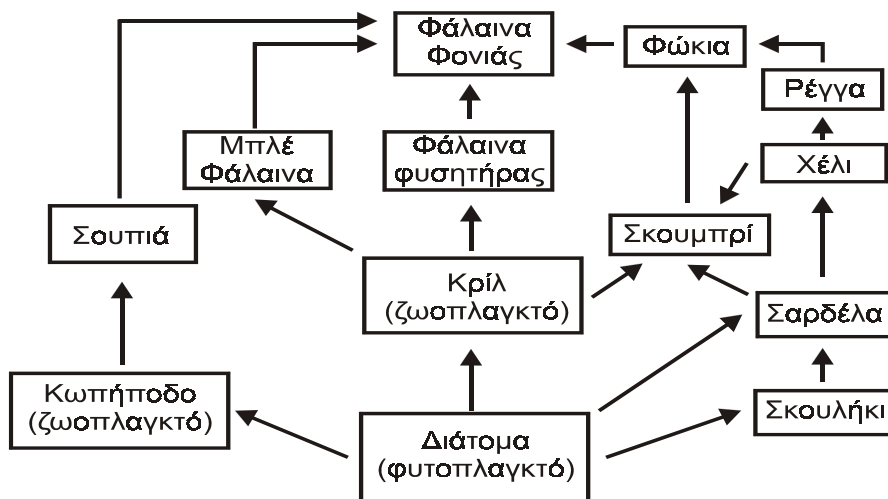 Φάλαινα
Φονιάς
Φώκια
Ρέγγα
Μπλέ
Φάλαινα
Φάλαινα
φυσητήρας
Χέλι
Σουπιά
Σκουμπρί
Κρίλ
(ζωοπλαγκτό)
Σαρδέλα
Κωπήποδο
(ζωοπλαγκτό)
Διάτομα
(φυτοπλαγκτό)
Σκουλήκι